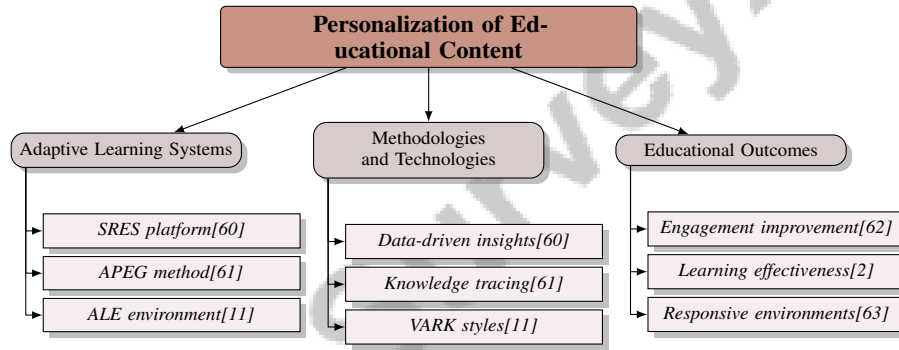 Personalization of Ed-
ucational Content
Adaptive Learning Systems
SRES platform[60]
APEG method[61]
ALE environment[11]
Methodologies
and Technologies
Data-driven insights[60]
Knowledge tracing[61]
VARK styles[11]
Educational Outcomes
Engagement improvement[62]
Learning effectiveness[2]
Responsive environments[63]
survey